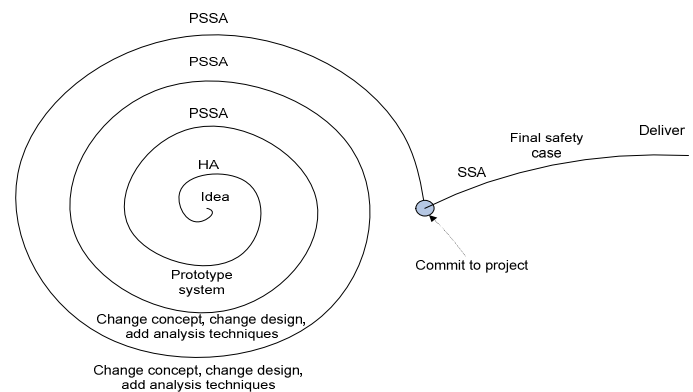 PSSA
PSSA
PSSA
HA
Idea
Prototype
system
Change concept, change design,
add analysis techniques
Change concept, change design,
add analysis techniques
Commit to project
SSA
Final safety
case
Deliver